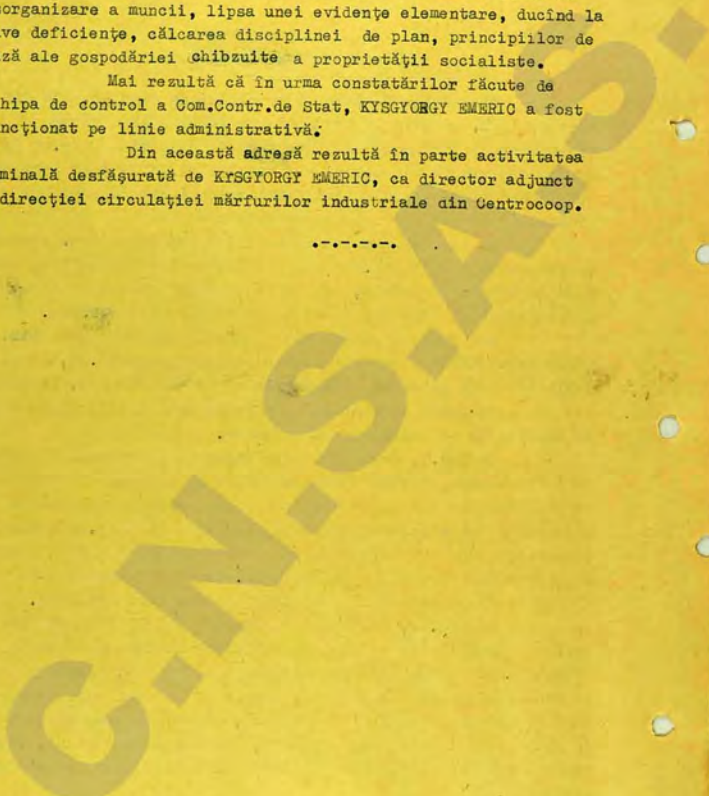 organizare a muncii, lipsa unei evidențe elementare, ducînd la
ve deficiențe, călcarea disciplinei de plan, principiilor de
ză ale gospodăriei chibzuite a proprietății socialiste.
Mai rezultă că în urma constatărilor făcute de
hipa de control a Com.Contr.de Stat, KYSGYORGY EMERIC a fost
ncționat pe linie administrativă.
Din această adresă rezultă în parte activitatea
minală desfășurată de KYSGYORGY EMERIC, ca director adjunct
direcției circulației mărfurilor industriale din Centrocoop.
.-.-.-.-.
C.N.S.A.S.